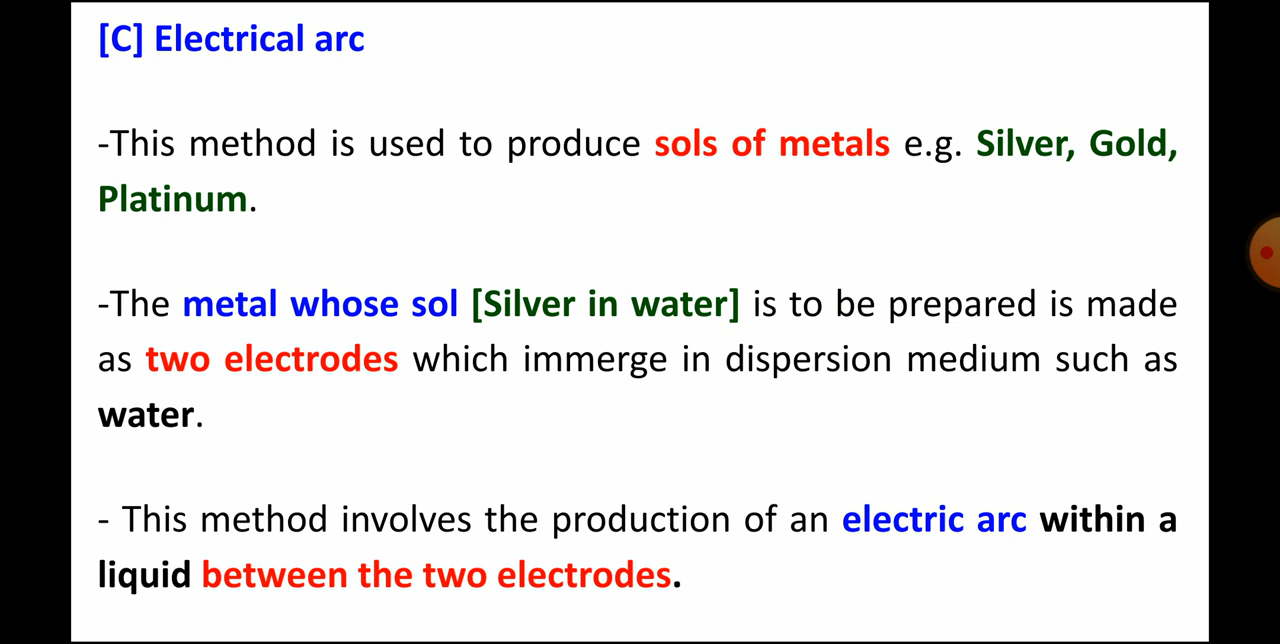 [C] Electrical arc
-This method is used to produce sols of metals e.g. Silver, Gold,
Platinum.
-The metal whose sol [Silver in water] is to be prepared is made
as two electrodes which immerge in dispersion medium such as
water.
- This method involves the production of an electric arc within a
liquid between the two electrodes.